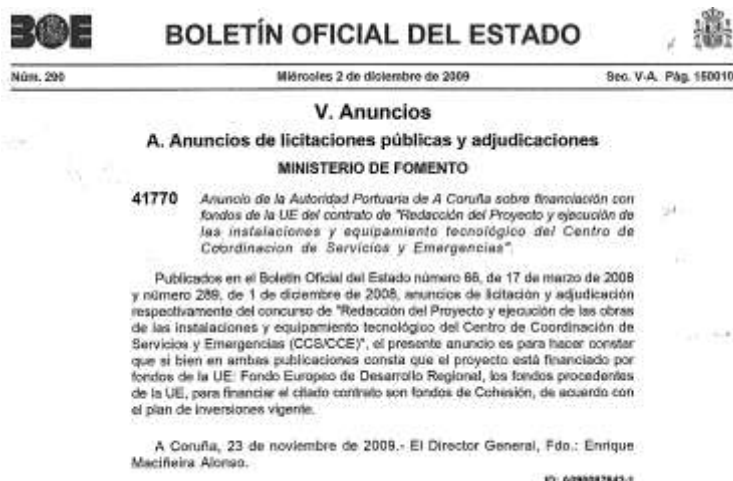 BOE BOLETÍN OFICIAL DEL ESTADO
Núm. 290 Miércoles 2 de diciembre de 2009 Sec. V-A. Pág. 150010
V. Anuncios
A. Anuncios de licitaciones públicas y adjudicaciones
MINISTERIO DE FOMENTO
41770 Anuncio de la Autoridad Portuaria de A Coruña sobre financiación con
fondos de la UE del contrato de "Redacción del Proyecto y ejecución de
las instalaciones y equipamiento tecnológico del Centro de
Coordinacion de Servicios y Emergencias".
Publicados en el Boletín Oficial del Estado número 66, de 17 de marzo de 2008
y número 289, de 1 de diciembre de 2008, anuncios de licitación y adjudicación
respectivamente del concurso de "Redacción del Proyecto y ejecución de las obras
de las instalaciones y equipamiento tecnológico del Centro de Coordinación de
Servicios y Emergencias (CCS/CCE)", el presente anuncio es para hacer constar
que si bien en ambas publicaciones consta que el proyecto está financiado por
fondos de la UE: Fondo Europeo de Desarrollo Regional, los fondos procedentes
de la UE, para financiar el citado contrato son fondos de Cohesión, de acuerdo con
el plan de inversiones vigente.
A Coruña, 23 de noviembre de 2009.- El Director General, Fdo.: Enrique
Maciñeira Alonso.